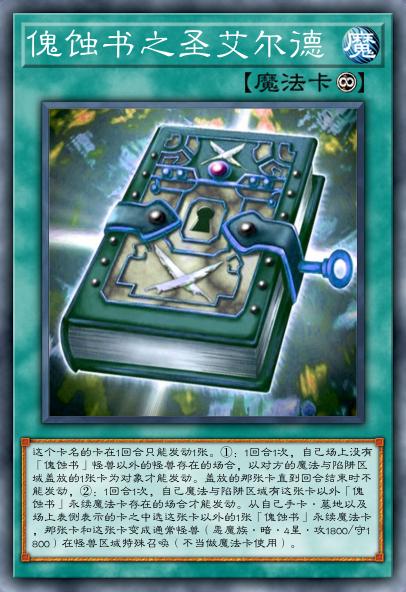 傀蚀书之圣艾尔德 魔
【魔法卡∞】
这个卡名的卡在1回合只能发动1张。①：1回合1次，自己场上没有
「傀蚀书」怪兽以外的怪兽存在的场合，以对方的魔法与陷阱区
域盖放的1张卡为对象才能发动。盖放的那张卡直到回合结束时不
能发动，②：1回合1次，自己魔法与陷阱区域有这张卡以外「傀
蚀书」永续魔法卡存在的场合才能发动。从自己手卡·墓地以及
场上表侧表示的卡之中选这张卡以外的1张「傀蚀书」永续魔法卡
，那张卡和这张卡变成通常怪兽（恶魔族·暗·4星·攻1800/守1
800）在怪兽区域特殊召唤（不当做魔法卡使用）。